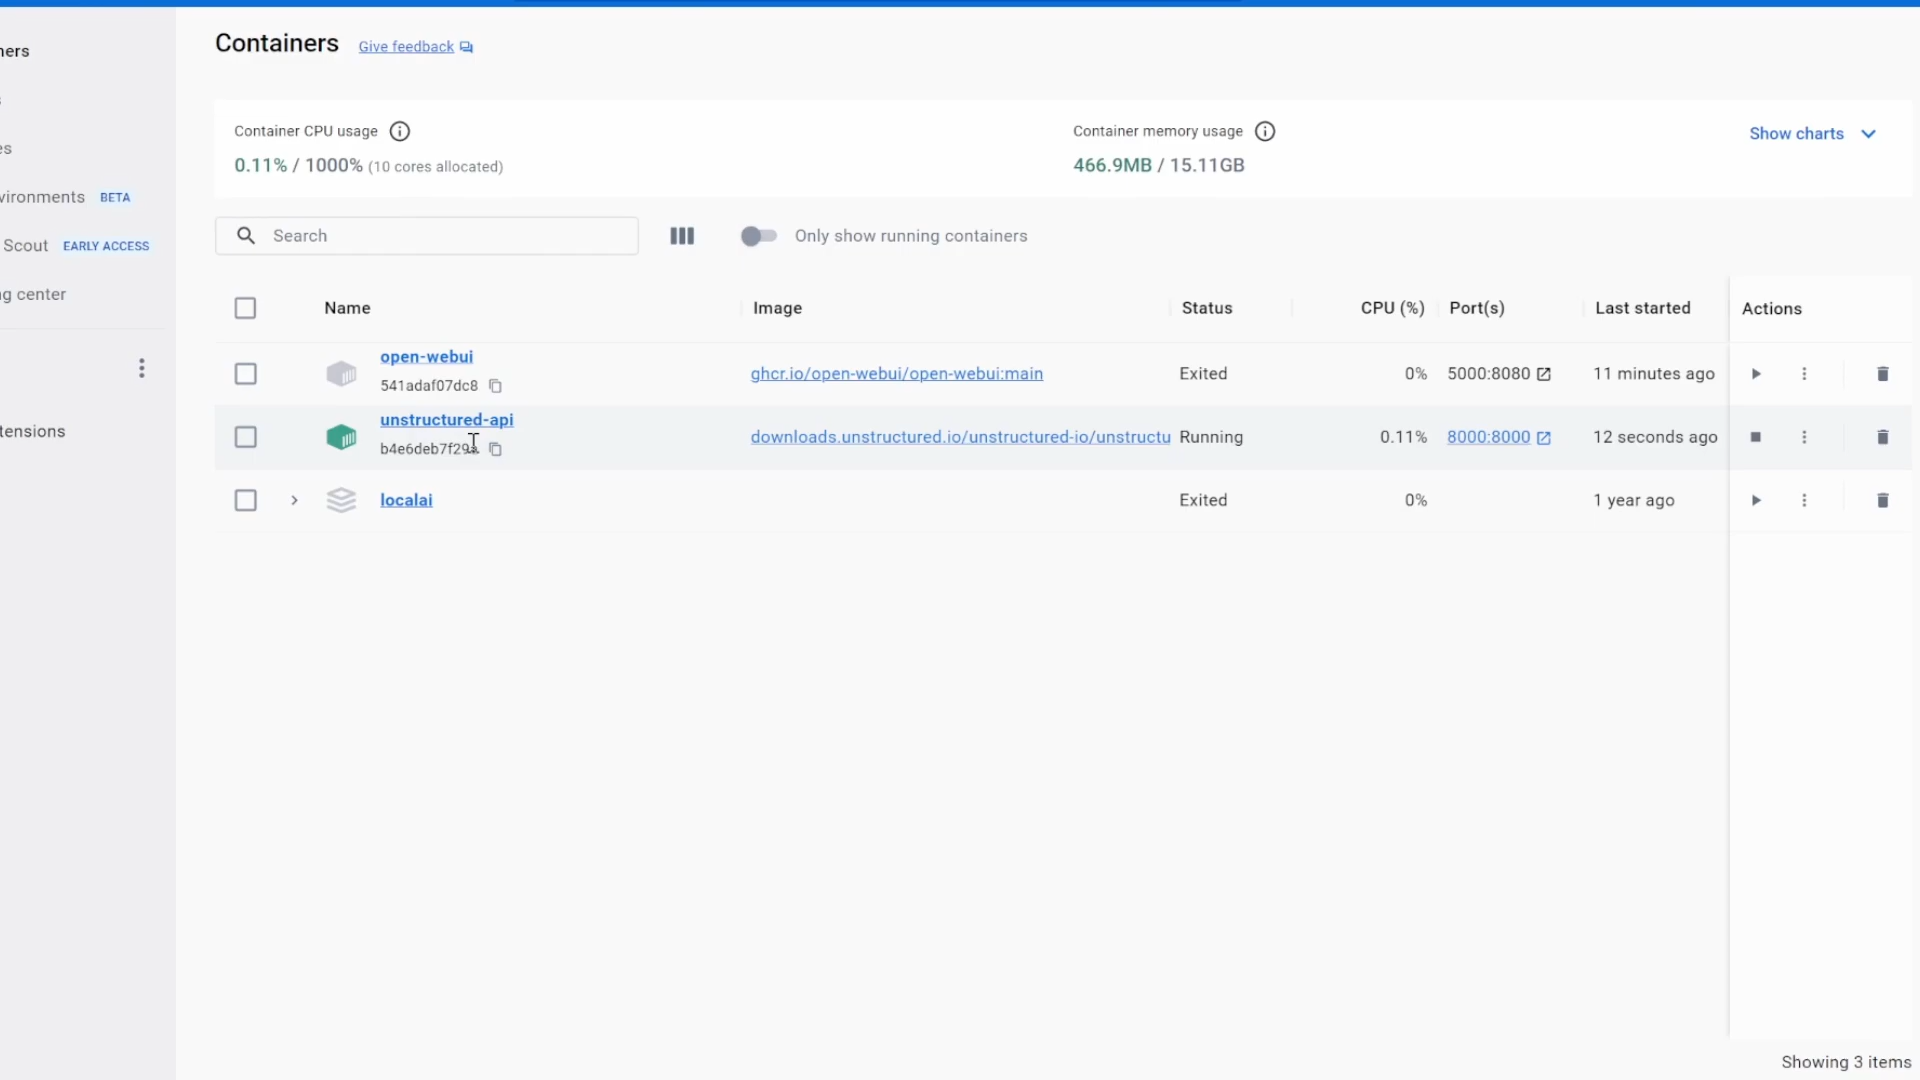 ners
Containers Give feedback
s
es
vironments BETA
Scout EARLY ACCESS
g center
tensions
Container CPU usage
0.11% / 1000% (10 cores allocated)
Container memory usage
466.9MB / 15.11GB
Show charts
Search
Only show running containers
Name Image Status CPU (%) Port(s) Last started Actions
open-webui
541adaf07dc8
ghcr.io/open-webui/open-webui:main Exited 0% 5000:8080 11 minutes ago
unstructured-api
downloads.unstructured.io/unstructured-io/unstructu Running 0.11% 8000:8000 12 seconds ago
localai Exited 0% 1 year ago
Showing 3 items